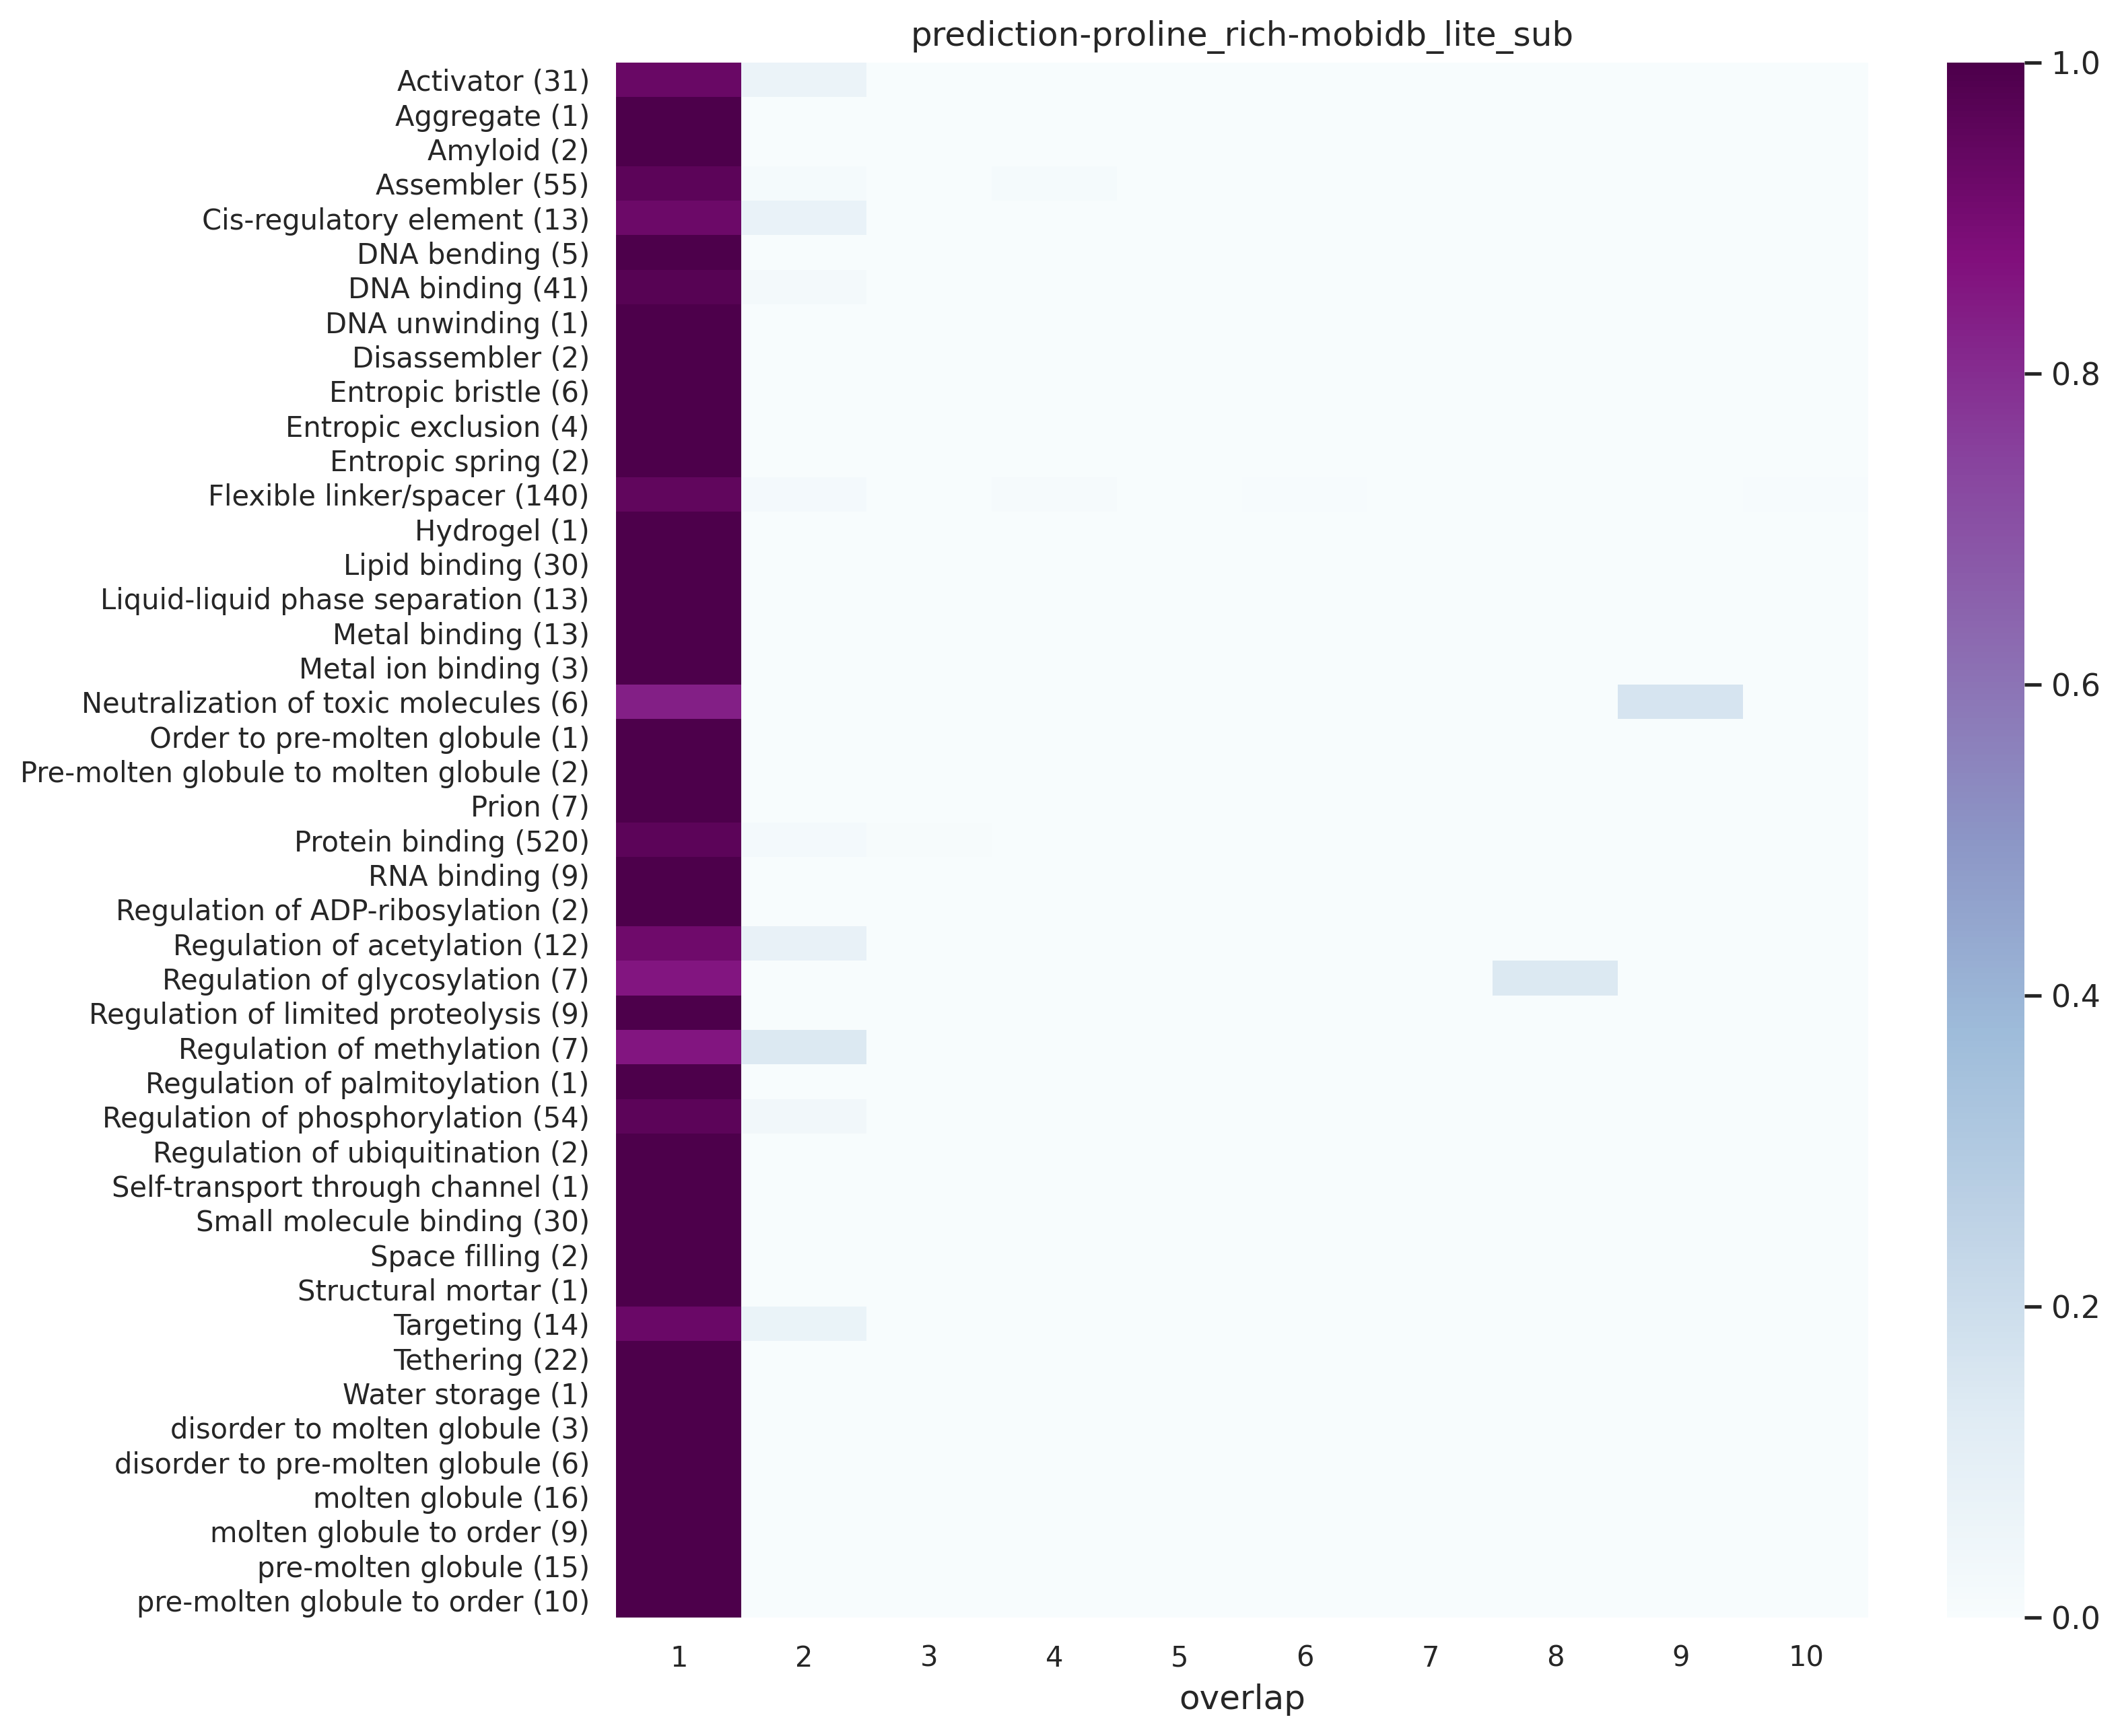 prediction-proline_rich-mobidb_lite_sub
Activator (31)
Aggregate (1)
Amyloid (2)
Assembler (55)
Cis-regulatory element (13)
DNA bending (5)
DNA binding (41)
DNA unwinding (1)
Disassembler (2)
Entropic bristle (6)
Entropic exclusion (4)
Entropic spring (2)
Flexible linker/spacer (140)
Hydrogel (1)
Lipid binding (30)
Liquid-liquid phase separation (13)
Metal binding (13)
Metal ion binding (3)
Neutralization of toxic molecules (6)
Order to pre-molten globule (1)
Pre-molten globule to molten globule (2)
Prion (7)
Protein binding (520)
RNA binding (9)
Regulation of ADP-ribosylation (2)
Regulation of acetylation (12)
Regulation of glycosylation (7)
Regulation of limited proteolysis (9)
Regulation of methylation (7)
Regulation of palmitoylation (1)
Regulation of phosphorylation (54)
Regulation of ubiquitination (2)
Self-transport through channel (1)
Small molecule binding (30)
Space filling (2)
Structural mortar (1)
Targeting (14)
Tethering (22)
Water storage (1)
disorder to molten globule (3)
disorder to pre-molten globule (6)
molten globule (16)
molten globule to order (9)
pre-molten globule (15)
pre-molten globule to order (10)
1 2 3 4 5 6 7 8 9 10
overlap
1.0
0.8
0.6
0.4
0.2
0.0